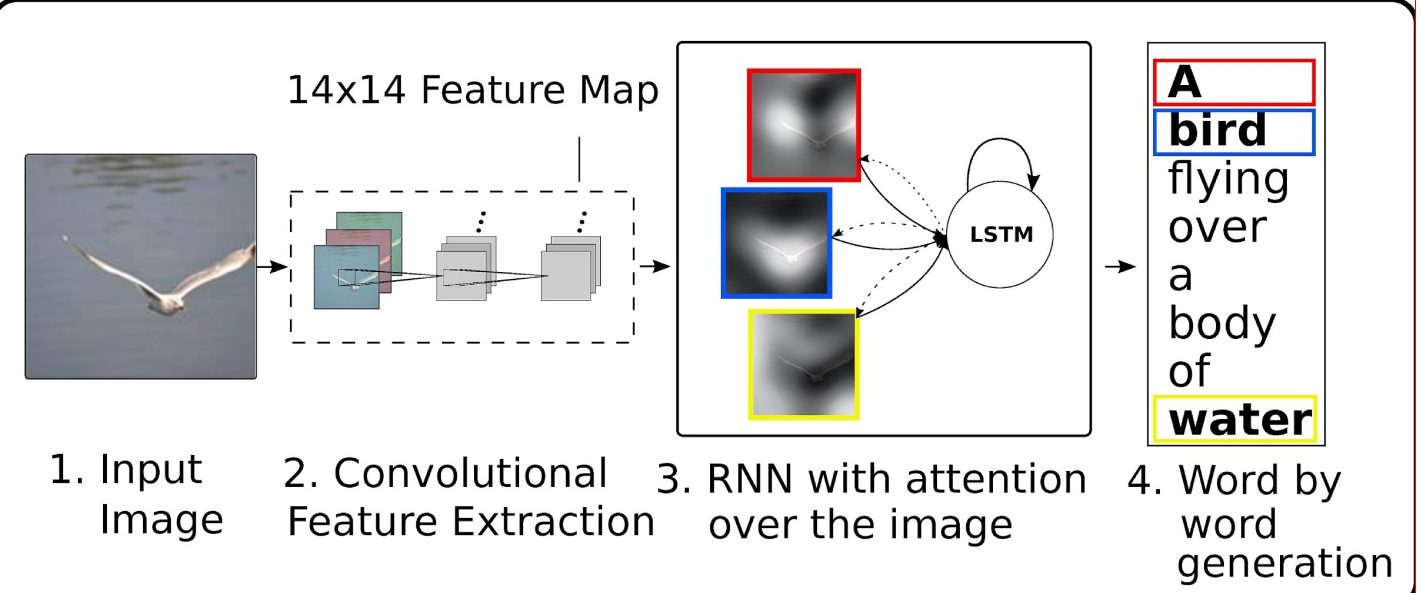 14x14 Feature Map
LSTM
A
bird
flying
over
a
body
of
water
1. Input
Image
2. Convolutional
Feature Extraction
3. RNN with attention
over the image
4. Word by
word
generation